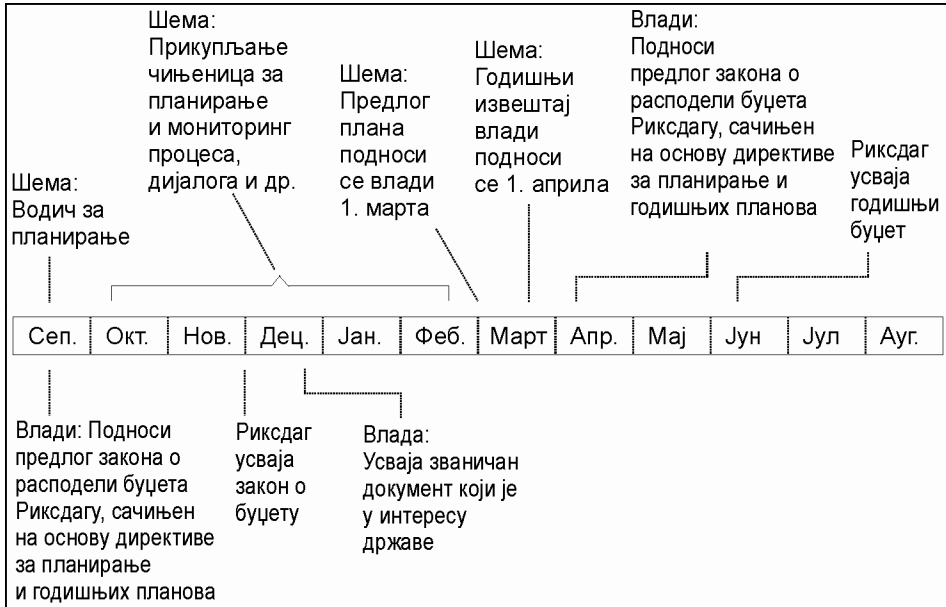 Шема:
Водич за
планирање
Шема:
Прикупљање
чињеница за
планирање
и мониторинг
процеса,
дијалога и др.
Шема:
Предлог
плана
подноси
се влади
1. марта
Шема:
Годишњи
извештај
влади
подноси
се 1. априла
Влади:
Подноси
предлог закона о
расподели буџета
Риксдагу, сачињен
на основу директиве
за планирање и
годишњих планова
Риксдаг
усваја
годишњи
буџет
Сеп. Окт. Нов. Дец. Јан. Феб. Март Апр. Мај Јун Јул Ауг.
Влади: Подноси
предлог закона о
расподели буџета
Риксдагу, сачињен
на основу директиве
за планирање
и годишњих планова
Риксдаг
усваја
закон о
буџету
Влада:
Усваја званичан
документ који је
у интересу
државе